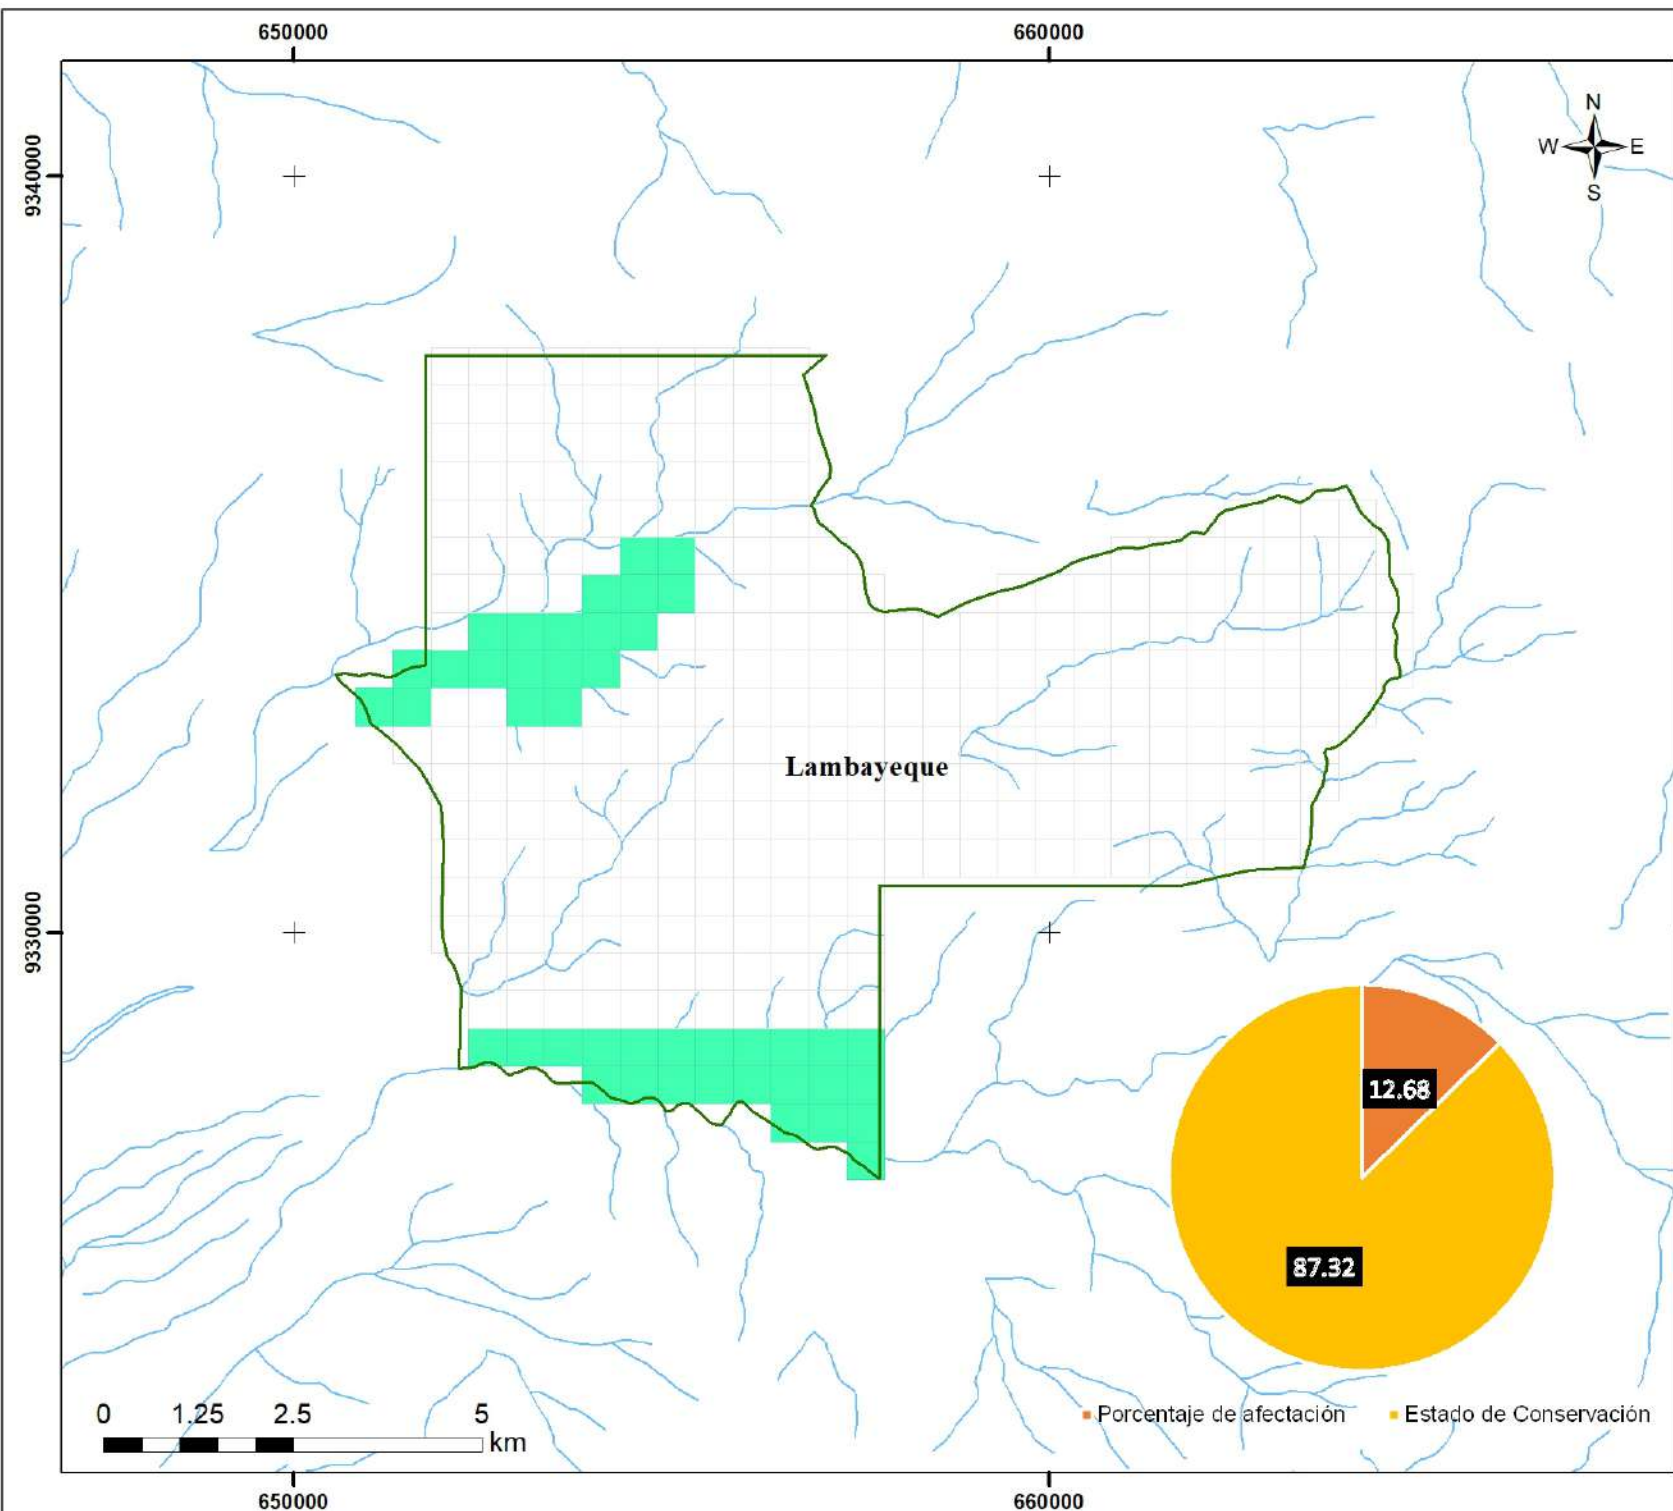 650000 660000
9340000
N
W E
S
Lambayeque
9330000
12.68
87.32
Porcentaje de afectación Estado de Conservación
0 1.25 2.5 5
km
650000 660000